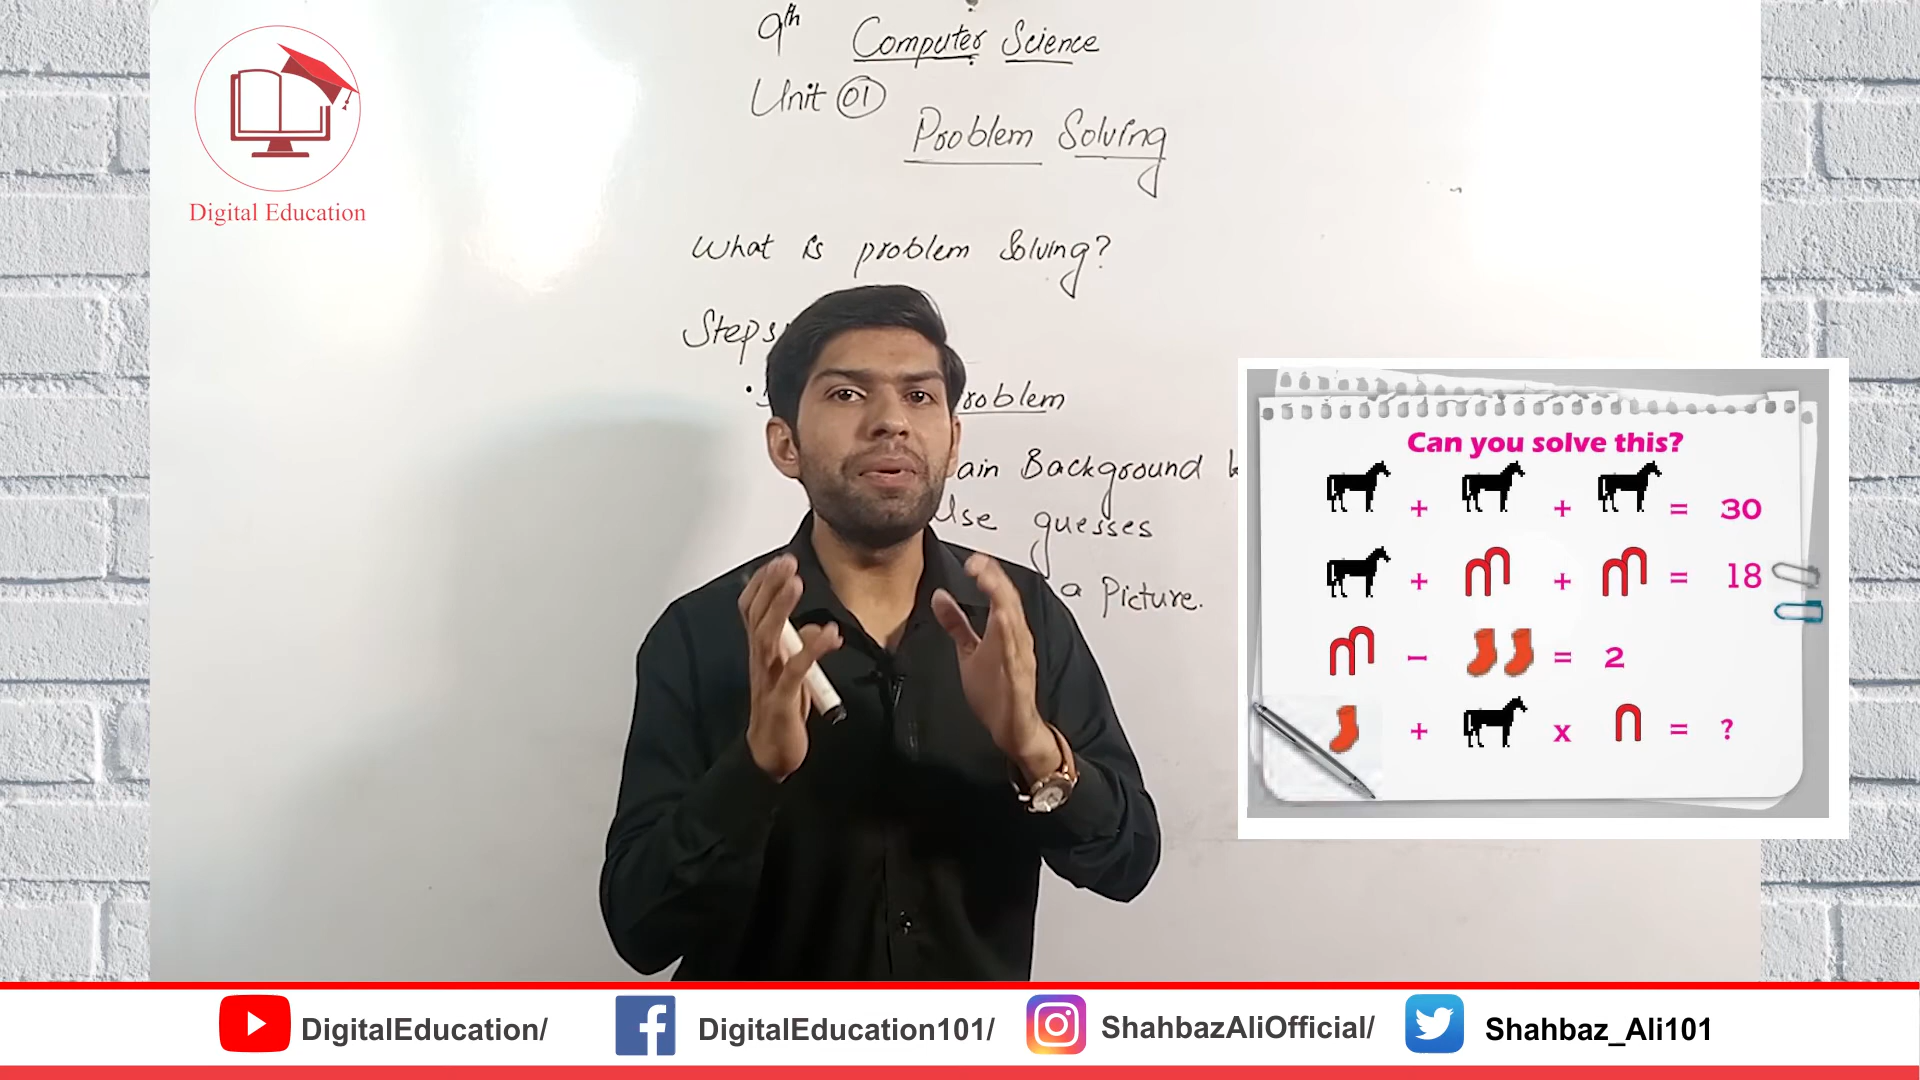 9th Computer Science
Unit 01
Problem Solving
Digital Education
What is problem Solving?
Steps
roblem
ain Background
Use guesses
a Picture.
Can you solve this?
+ + = 30
+ + = 18
− = 2
+ x = ?
DigitalEducation/
DigitalEducation101/
ShahbazAliOfficial/
Shahbaz_Ali101